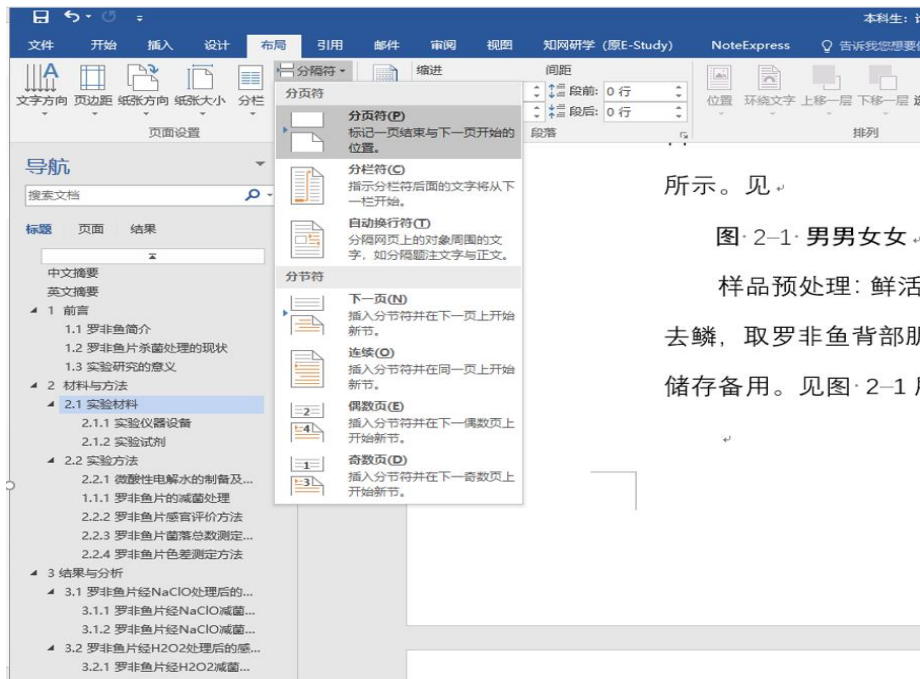 本科生：
文件 开始 插入 设计 布局 引用 邮件 审阅 视图 知网研学（原E-Study） NoteExpress 告诉我您想要
文字方向 页边距 纸张方向 纸张大小 分栏
分隔符
缩进 间距
段前: 0 行
段后: 0 行
位置 环绕文字 上移一层 下移一层
页面设置
段落
排列
导航
搜索文档
标题 页面 结果
中文摘要
英文摘要
1 前言
1.1 罗非鱼简介
1.2 罗非鱼片杀菌处理的现状
1.3 实验研究的意义
2 材料与方法
2.1 实验材料
2.1.1 实验仪器设备
2.1.2 实验试剂
2.2 实验方法
2.2.1 微酸性电解水的制备及...
1.1.1 罗非鱼片的减菌处理
2.2.2 罗非鱼片感官评价方法
2.2.3 罗非鱼片菌落总数测定...
2.2.4 罗非鱼片色差测定方法
3 结果与分析
3.1 罗非鱼片经NaClO处理后的...
3.1.1 罗非鱼片经NaClO减菌...
3.1.2 罗非鱼片经NaClO减菌...
3.2 罗非鱼片经H2O2处理后的感...
3.2.1 罗非鱼片经H2O2减菌...
分页符
分页符(P)
标记一页结束与下一页开始的
位置。
分栏符(C)
指示分栏符后面的文字将从下
一栏开始。
自动换行符(T)
分隔网页上的对象周围的文
字，如分隔题注文字与正文。
分节符
下一页(N)
插入分节符并在下一页上开始
新节。
连续(O)
插入分节符并在同一页上开始
新节。
偶数页(E)
插入分节符并在下一偶数页上
开始新节。
奇数页(D)
插入分节符并在下一奇数页上
开始新节。
所示。见
图 2–1 男男女女
样品预处理：鲜活
去鳞，取罗非鱼背部肌
储存备用。见图 2–1